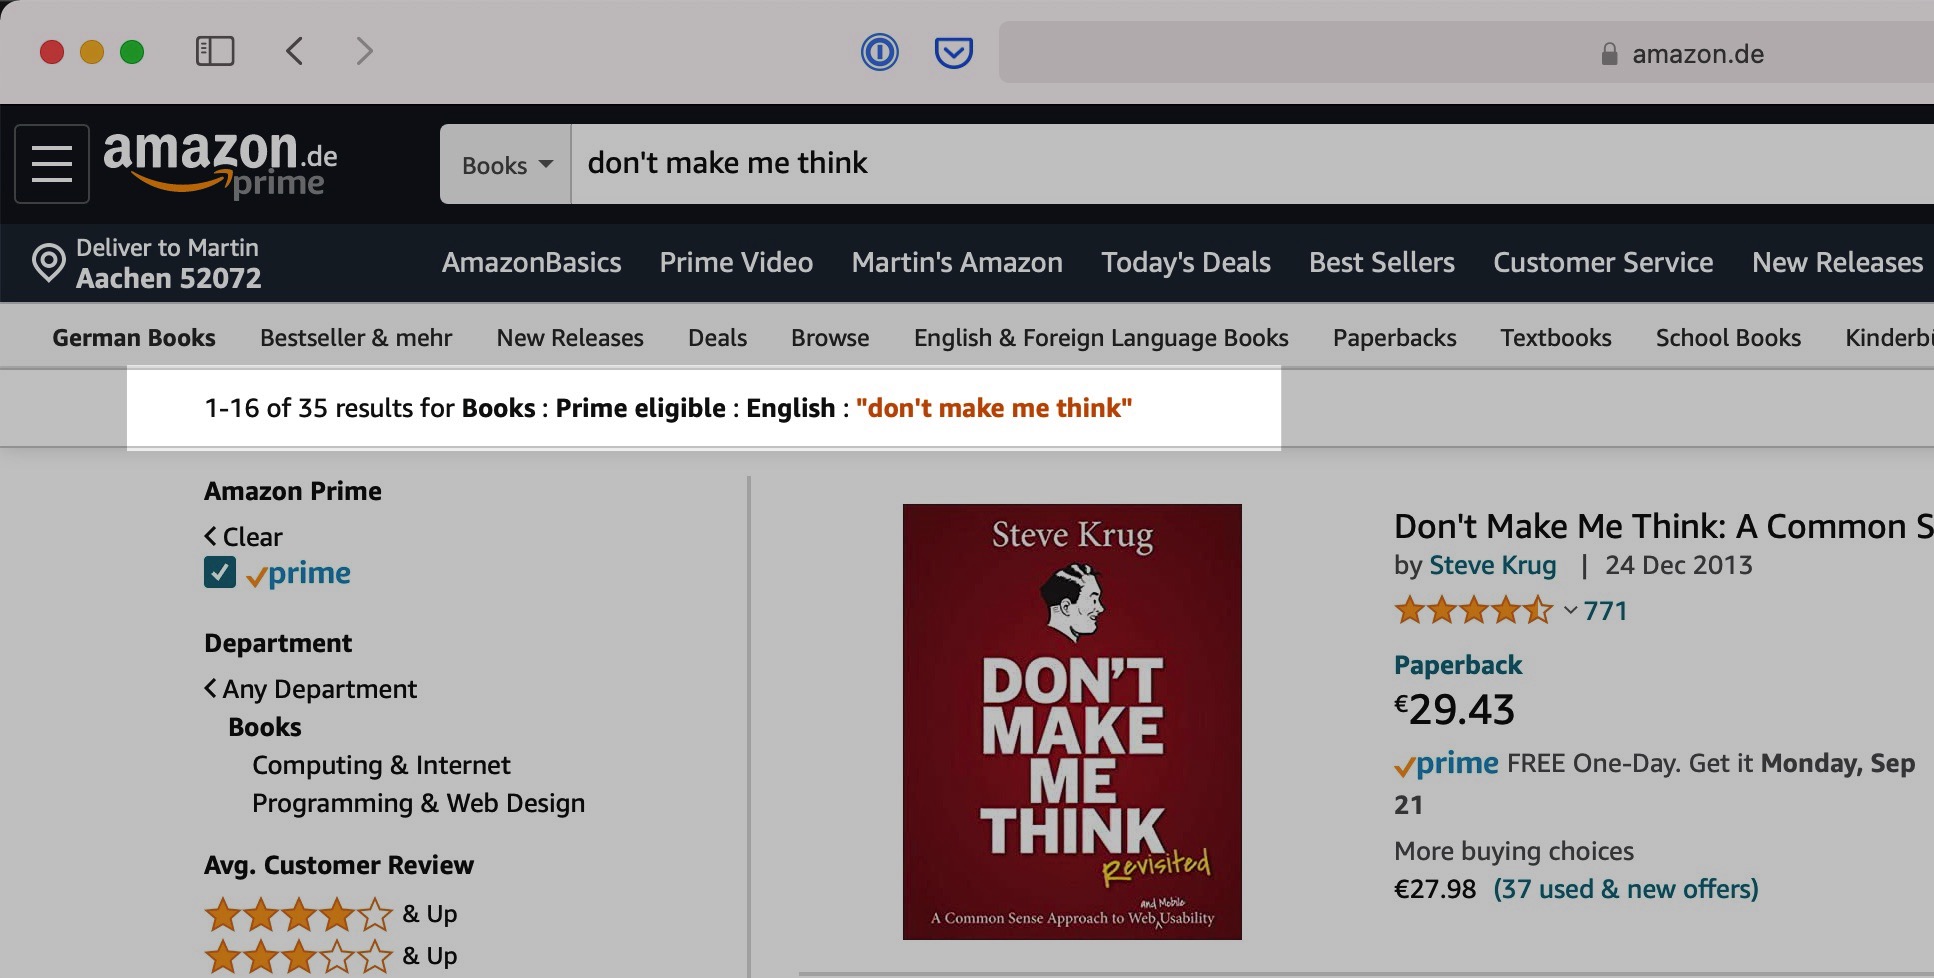 amazon.de
amazon.de
prime
Books
don't make me think
Deliver to Martin
Aachen 52072
AmazonBasics Prime Video Martin's Amazon Today's Deals Best Sellers Customer Service New Releases
German Books Bestseller & mehr New Releases Deals Browse English & Foreign Language Books Paperbacks Textbooks School Books
1-16 of 35 results for Books : Prime eligible : English : "don't make me think"
Amazon Prime
Clear
prime
Department
Any Department
Books
Computing & Internet
Programming & Web Design
Avg. Customer Review
& Up
& Up
Steve Krug
DON'T
MAKE
ME
THINK
Revisited
and Mobile
A Common Sense Approach to Web Usability
Don't Make Me Think: A Common
by Steve Krug | 24 Dec 2013
771
Paperback
€29.43
prime FREE One-Day. Get it Monday, Sep
21
More buying choices
€27.98 (37 used & new offers)